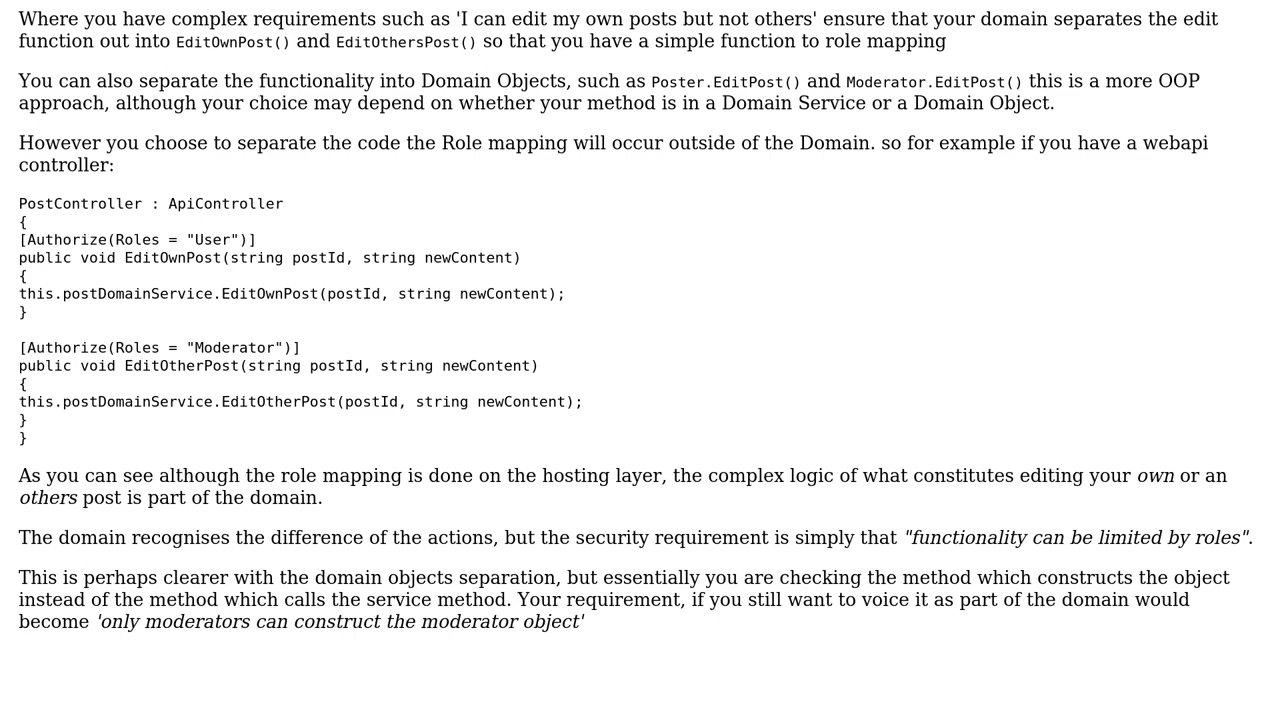 Where you have complex requirements such as 'I can edit my own posts but not others' ensure that your domain separates the edit
function out into EditOwnPost() and EditOthersPost() so that you have a simple function to role mapping
You can also separate the functionality into Domain Objects, such as Poster.EditPost() and Moderator.EditPost() this is a more OOP
approach, although your choice may depend on whether your method is in a Domain Service or a Domain Object.
However you choose to separate the code the Role mapping will occur outside of the Domain. so for example if you have a webapi
controller:
PostController : ApiController
{
[Authorize(Roles = "User")]
public void EditOwnPost(string postId, string newContent)
{
this.postDomainService.EditOwnPost(postId, string newContent);
}
[Authorize(Roles = "Moderator")]
public void EditOtherPost(string postId, string newContent)
{
this.postDomainService.EditOtherPost(postId, string newContent);
}
}
As you can see although the role mapping is done on the hosting layer, the complex logic of what constitutes editing your own or an
others post is part of the domain.
The domain recognises the difference of the actions, but the security requirement is simply that "functionality can be limited by roles".
This is perhaps clearer with the domain objects separation, but essentially you are checking the method which constructs the object
instead of the method which calls the service method. Your requirement, if you still want to voice it as part of the domain would
become 'only moderators can construct the moderator object'